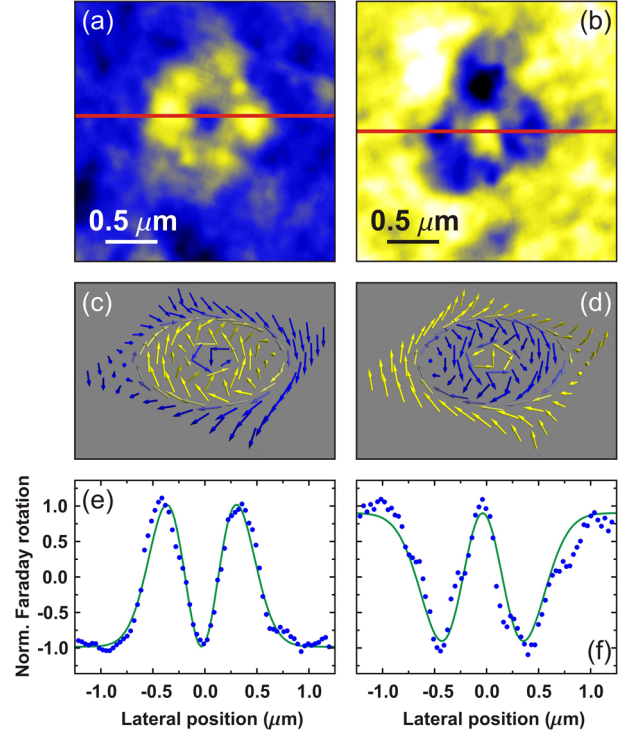 (a)
(b)
0.5 μm
0.5 μm
(c)
(d)
(e)
(f)
Norm. Faraday rotation
1.0
0.5
0.0
-0.5
-1.0
-1.0 -0.5 0.0 0.5 1.0
-1.0 -0.5 0.0 0.5 1.0
Lateral position (μm)
Lateral position (μm)